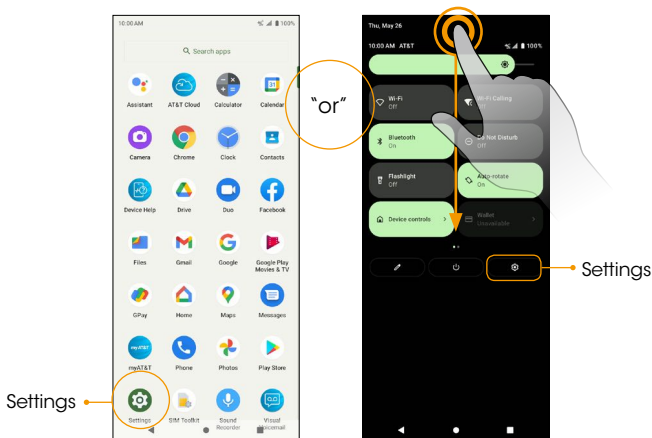 10:00 AM 100%
Search apps
Assistant AT&T Cloud Calculator Calendar
Camera Chrome Clock Contacts
Device Help Drive Duo Facebook
Files Gmail Google Google Play
Movies & TV
GPay Home Maps Messages
myAT&T
myAT&T Phone Photos Play Store
Settings SIM Toolkit Sound Visual
Recorder Voicemail
Settings
"or"
Thu, May 26
10:00 AM AT&T 100%
Wi-Fi
Off
Wi-Fi Calling
Off
Bluetooth
On
Do Not Disturb
Off
Flashlight
Off
Auto-rotate
On
Device controls
Wallet
Unavailable
Settings